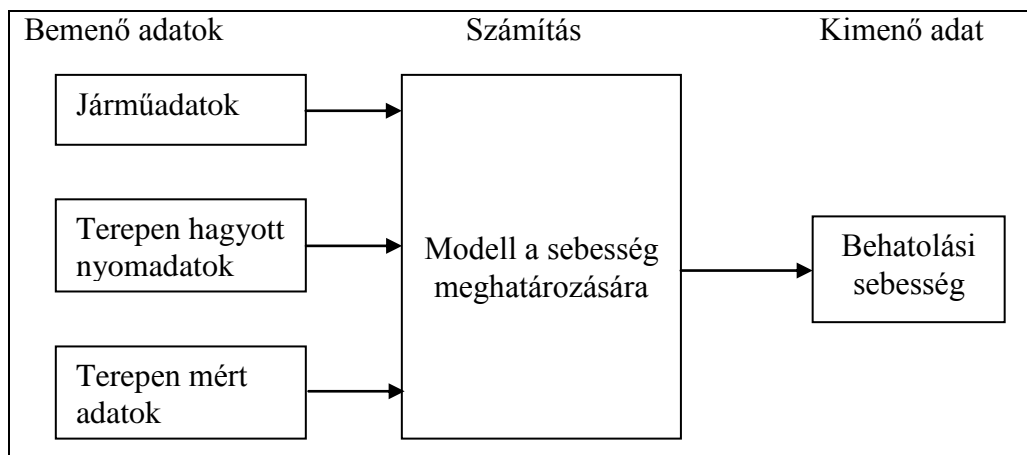 Bemenő adatok
Számítás
Kimenő adat
Járműadatok
Terepen hagyott
nyomadatok
Terepen mért
adatok
Modell a sebesség
meghatározására
Behatolási
sebesség